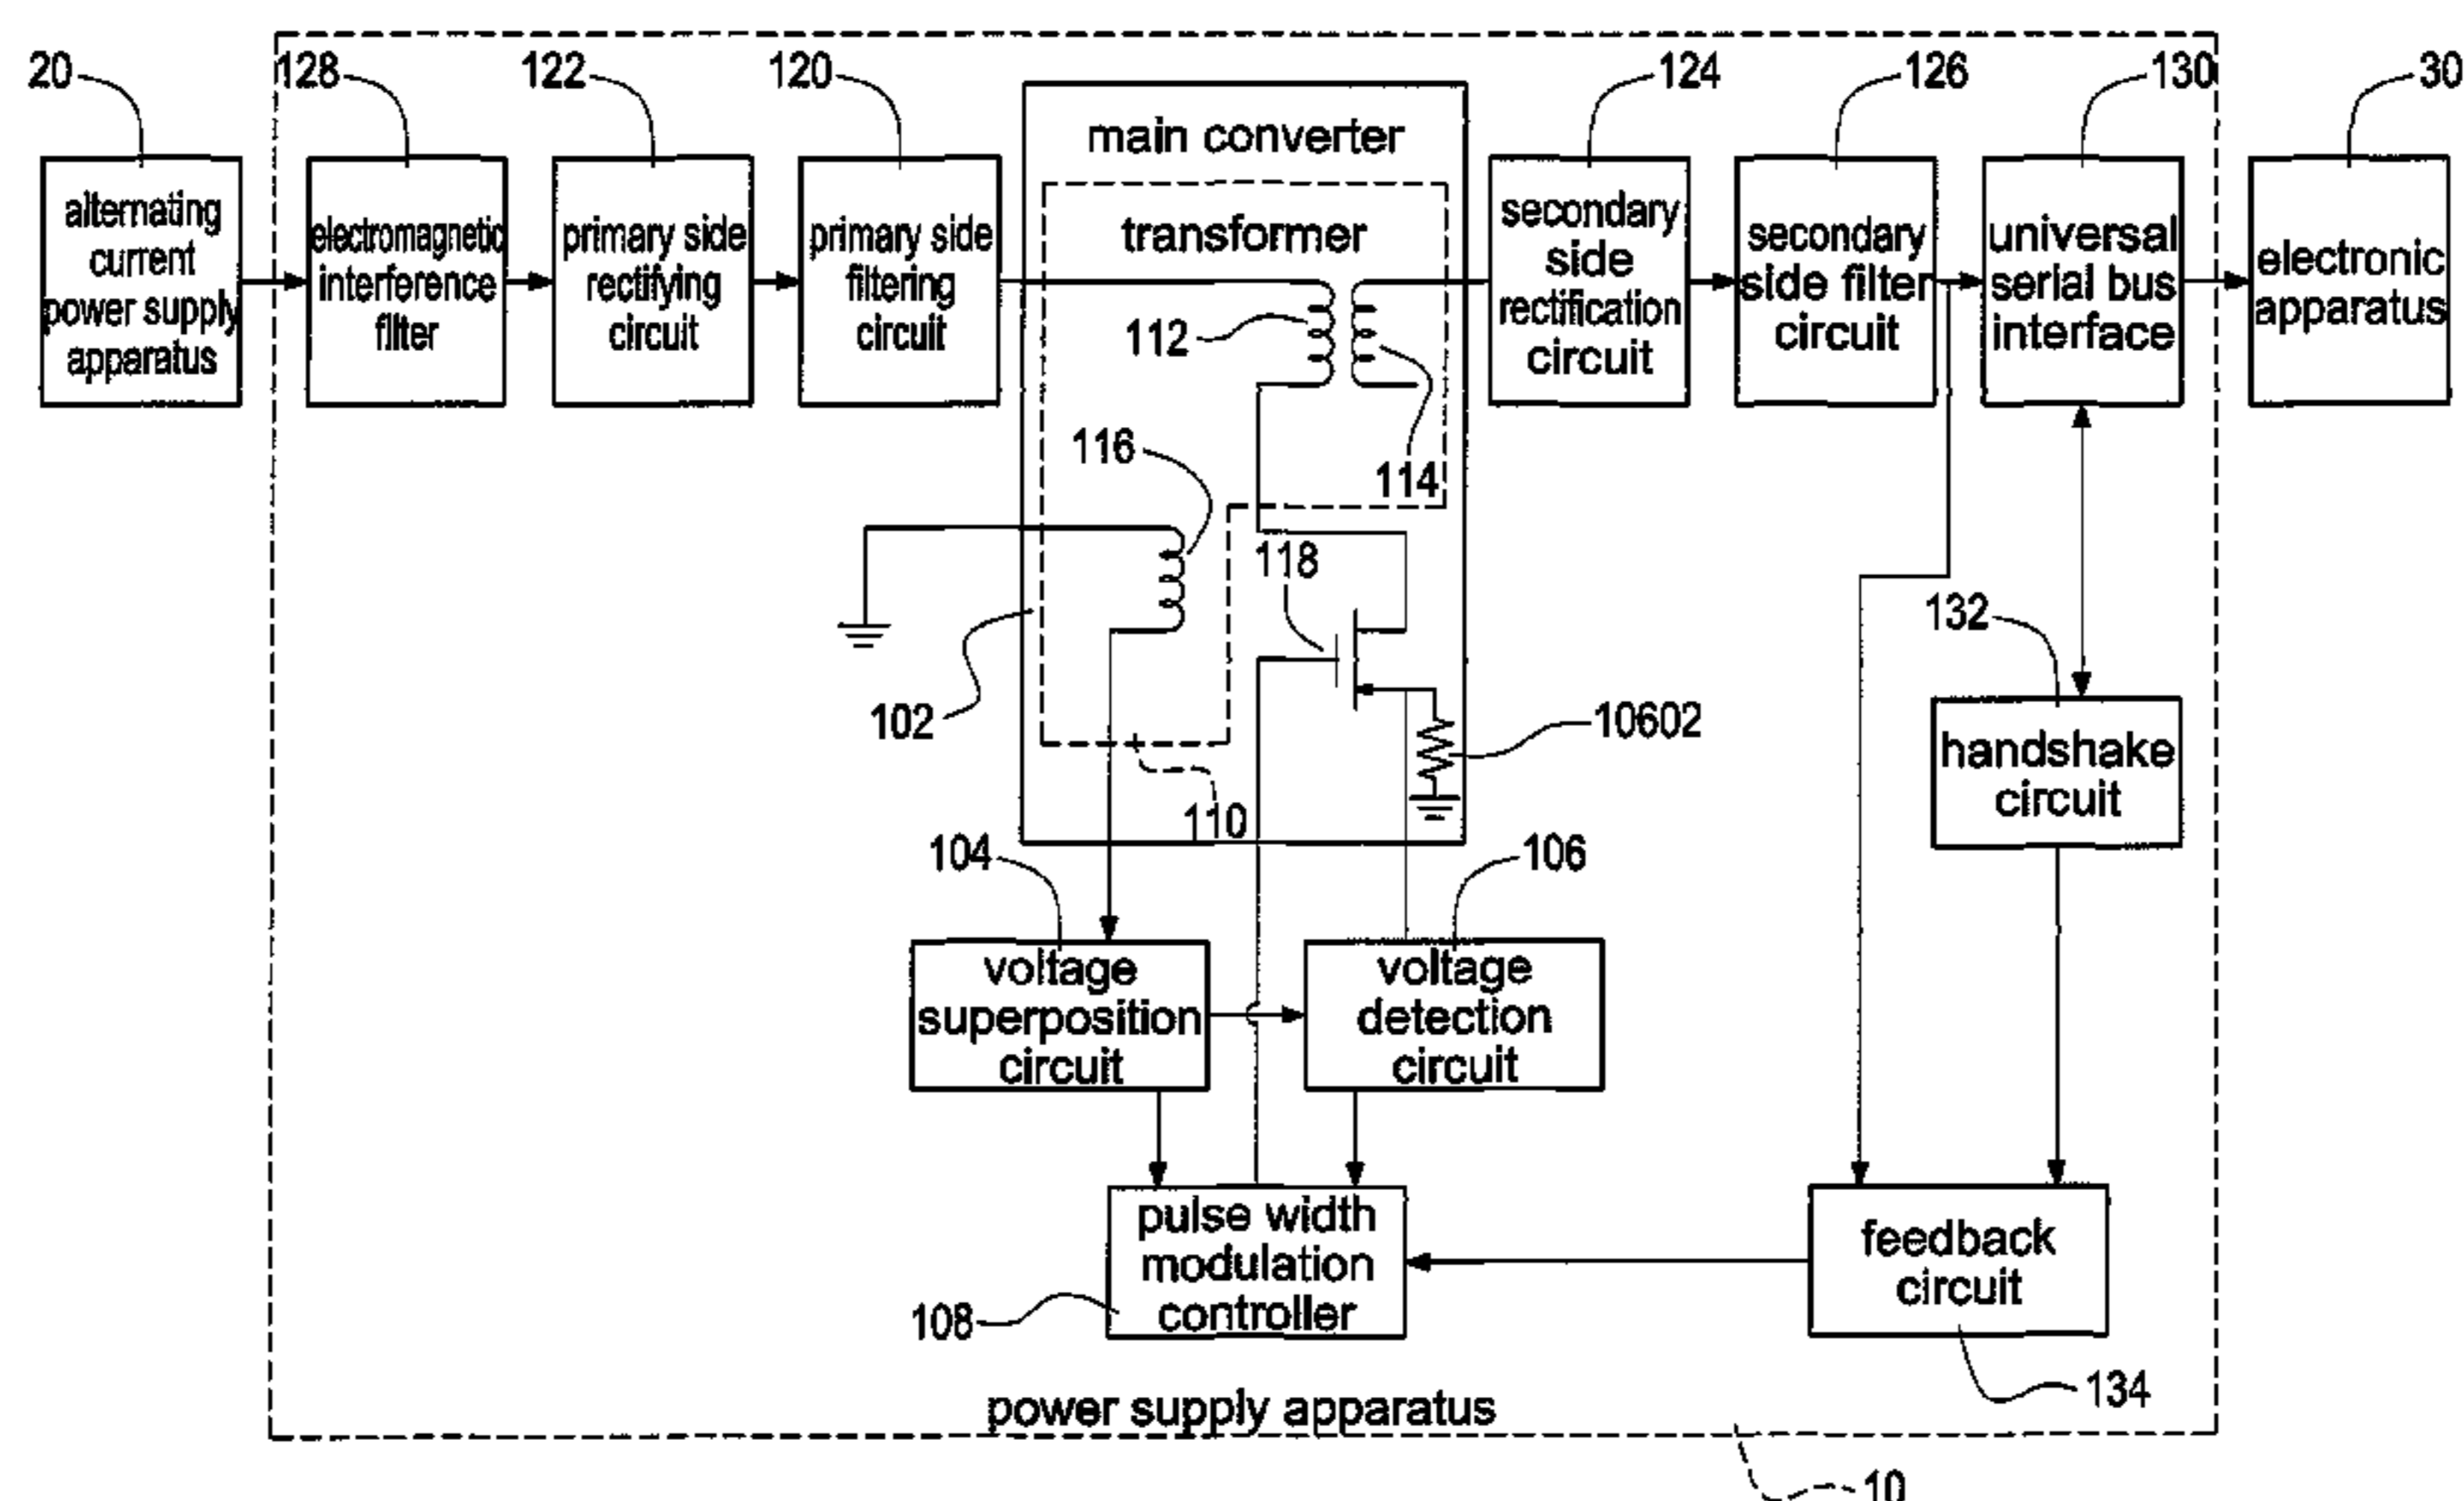 20
128
122
120
124
126
130
30
main converter
alternating
current
power supply
apparatus
electromagnetic
interference
filter
primary side
rectifying
circuit
primary side
filtering
circuit
transformer
112
114
secondary
side
rectification
circuit
secondary
side filter
circuit
universal
serial bus
interface
electronic
apparatus
116
118
102
10602
132
handshake
circuit
110
104
106
voltage
superposition
circuit
voltage
detection
circuit
pulse width
modulation
controller
108
feedback
circuit
134
power supply apparatus
10